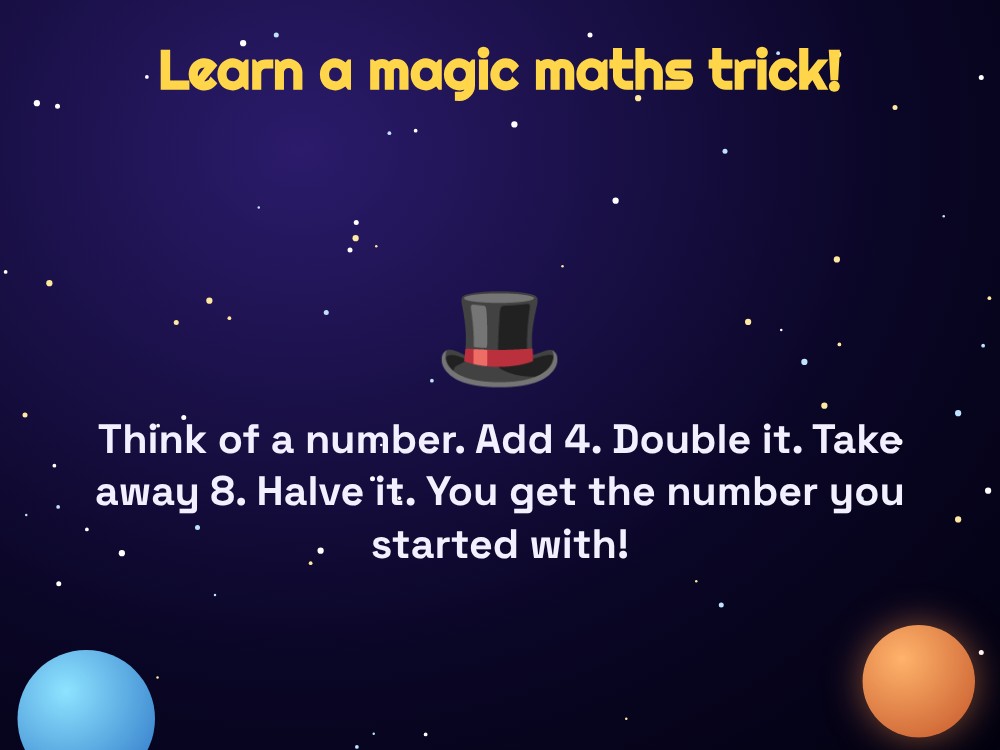 Learn a magic maths trick!
Think of a number. Add 4. Double it. Take
away 8. Halve it. You get the number you
started with!